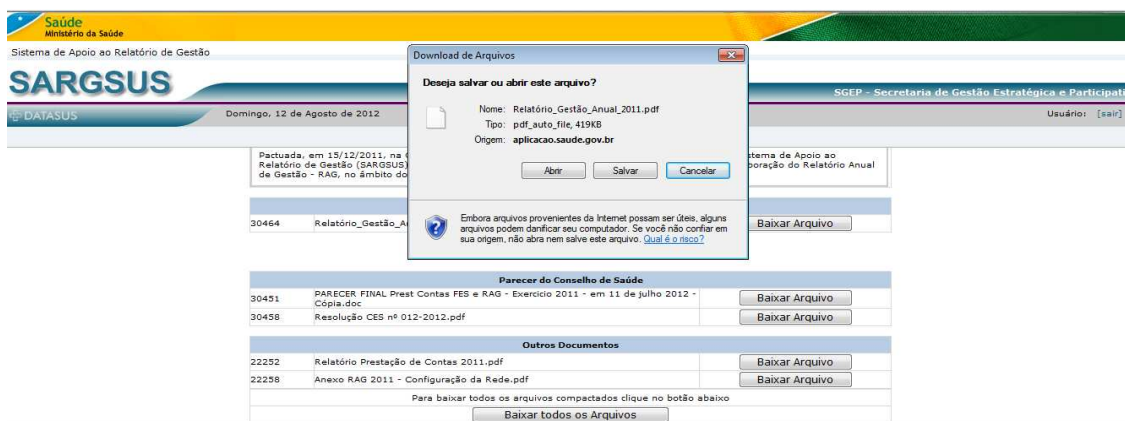 Saúde
Ministério da Saúde
Sistema de Apoio ao Relatório de Gestão
SARGSUS
SGEP - Secretaria de Gestão Estratégica e Participati
DATASUS
Domingo, 12 de Agosto de 2012
Usuário: [sair]
Download de Arquivos
Deseja salvar ou abrir este arquivo?
Nome: Relatório_Gestão_Anual_2011.pdf
Tipo: pdf_auto_file, 419KB
Origem: aplicacao.saude.gov.br
Abrir Salvar Cancelar
Embora arquivos provenientes da Internet possam ser úteis, alguns
arquivos podem danificar seu computador. Se você não confiar em
sua origem, não abra nem salve este arquivo. Qual é o risco?
Pactuada, em 15/12/2011, na stema de Apoio ao
Relatório de Gestão (SARGSUS) boração do Relatório Anual
de Gestão - RAG, no âmbito do
30464 Relatório_Gestão_A Baixar Arquivo
Parecer do Conselho de Saúde
30451 PARECER FINAL Prest Contas FES e RAG - Exercicio 2011 - em 11 de julho 2012 -
Cópia.doc Baixar Arquivo
30458 Resolução CES nº 012-2012.pdf Baixar Arquivo
Outros Documentos
22252 Relatório Prestação de Contas 2011.pdf Baixar Arquivo
22258 Anexo RAG 2011 - Configuração da Rede.pdf Baixar Arquivo
Para baixar todos os arquivos compactados clique no botão abaixo
Baixar todos os Arquivos